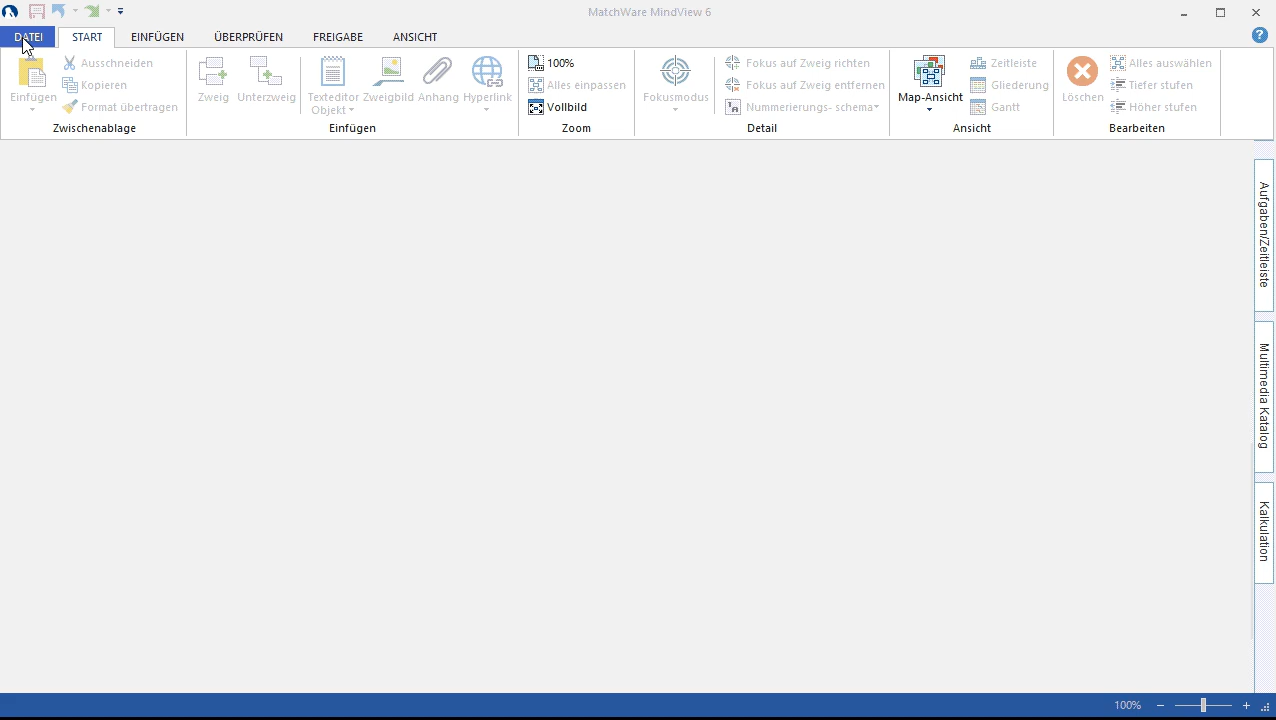 MatchWare MindView 6
DATEI START EINFÜGEN ÜBERPRÜFEN FREIGABE ANSICHT
Einfügen
Ausschneiden
Kopieren
Format übertragen
Zwischenablage
Zweig
Unterzweig
Texteditor
Objekt
Zweigbild
Anhang
Hyperlink
Einfügen
100%
Alles einpassen
Vollbild
Zoom
Fokusmodus
Fokus auf Zweig richten
Fokus auf Zweig entfernen
Nummerierungs- schema
Detail
Map-Ansicht
Zeitleiste
Gliederung
Gantt
Ansicht
Löschen
Alles auswählen
Tiefer stufen
Höher stufen
Bearbeiten
Aufgaben/Zeitleiste
Multimedia Katalog
Kalkulation
100%